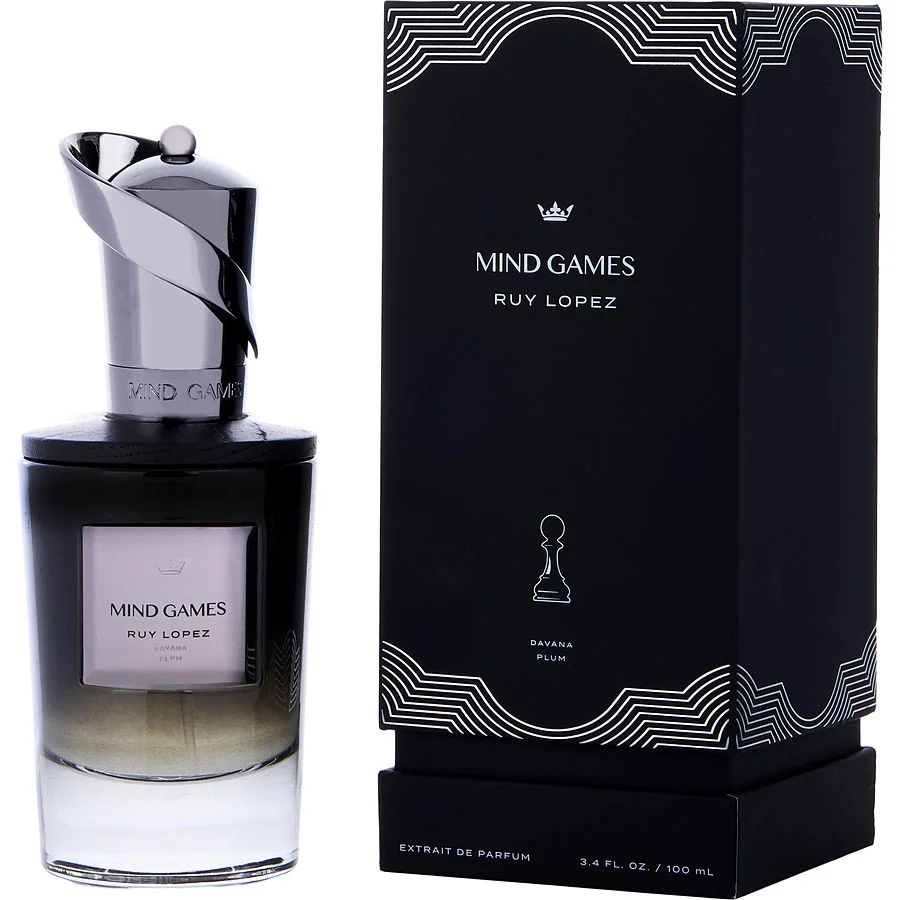 MIND GAMES
MIND GAMES
RUY LOPEZ
DAVANA
PLUM
MIND GAMES
RUY LOPEZ
DAVANA
PLUM
EXTRAIT DE PARFUM
3.4 FL. OZ. / 100 mL